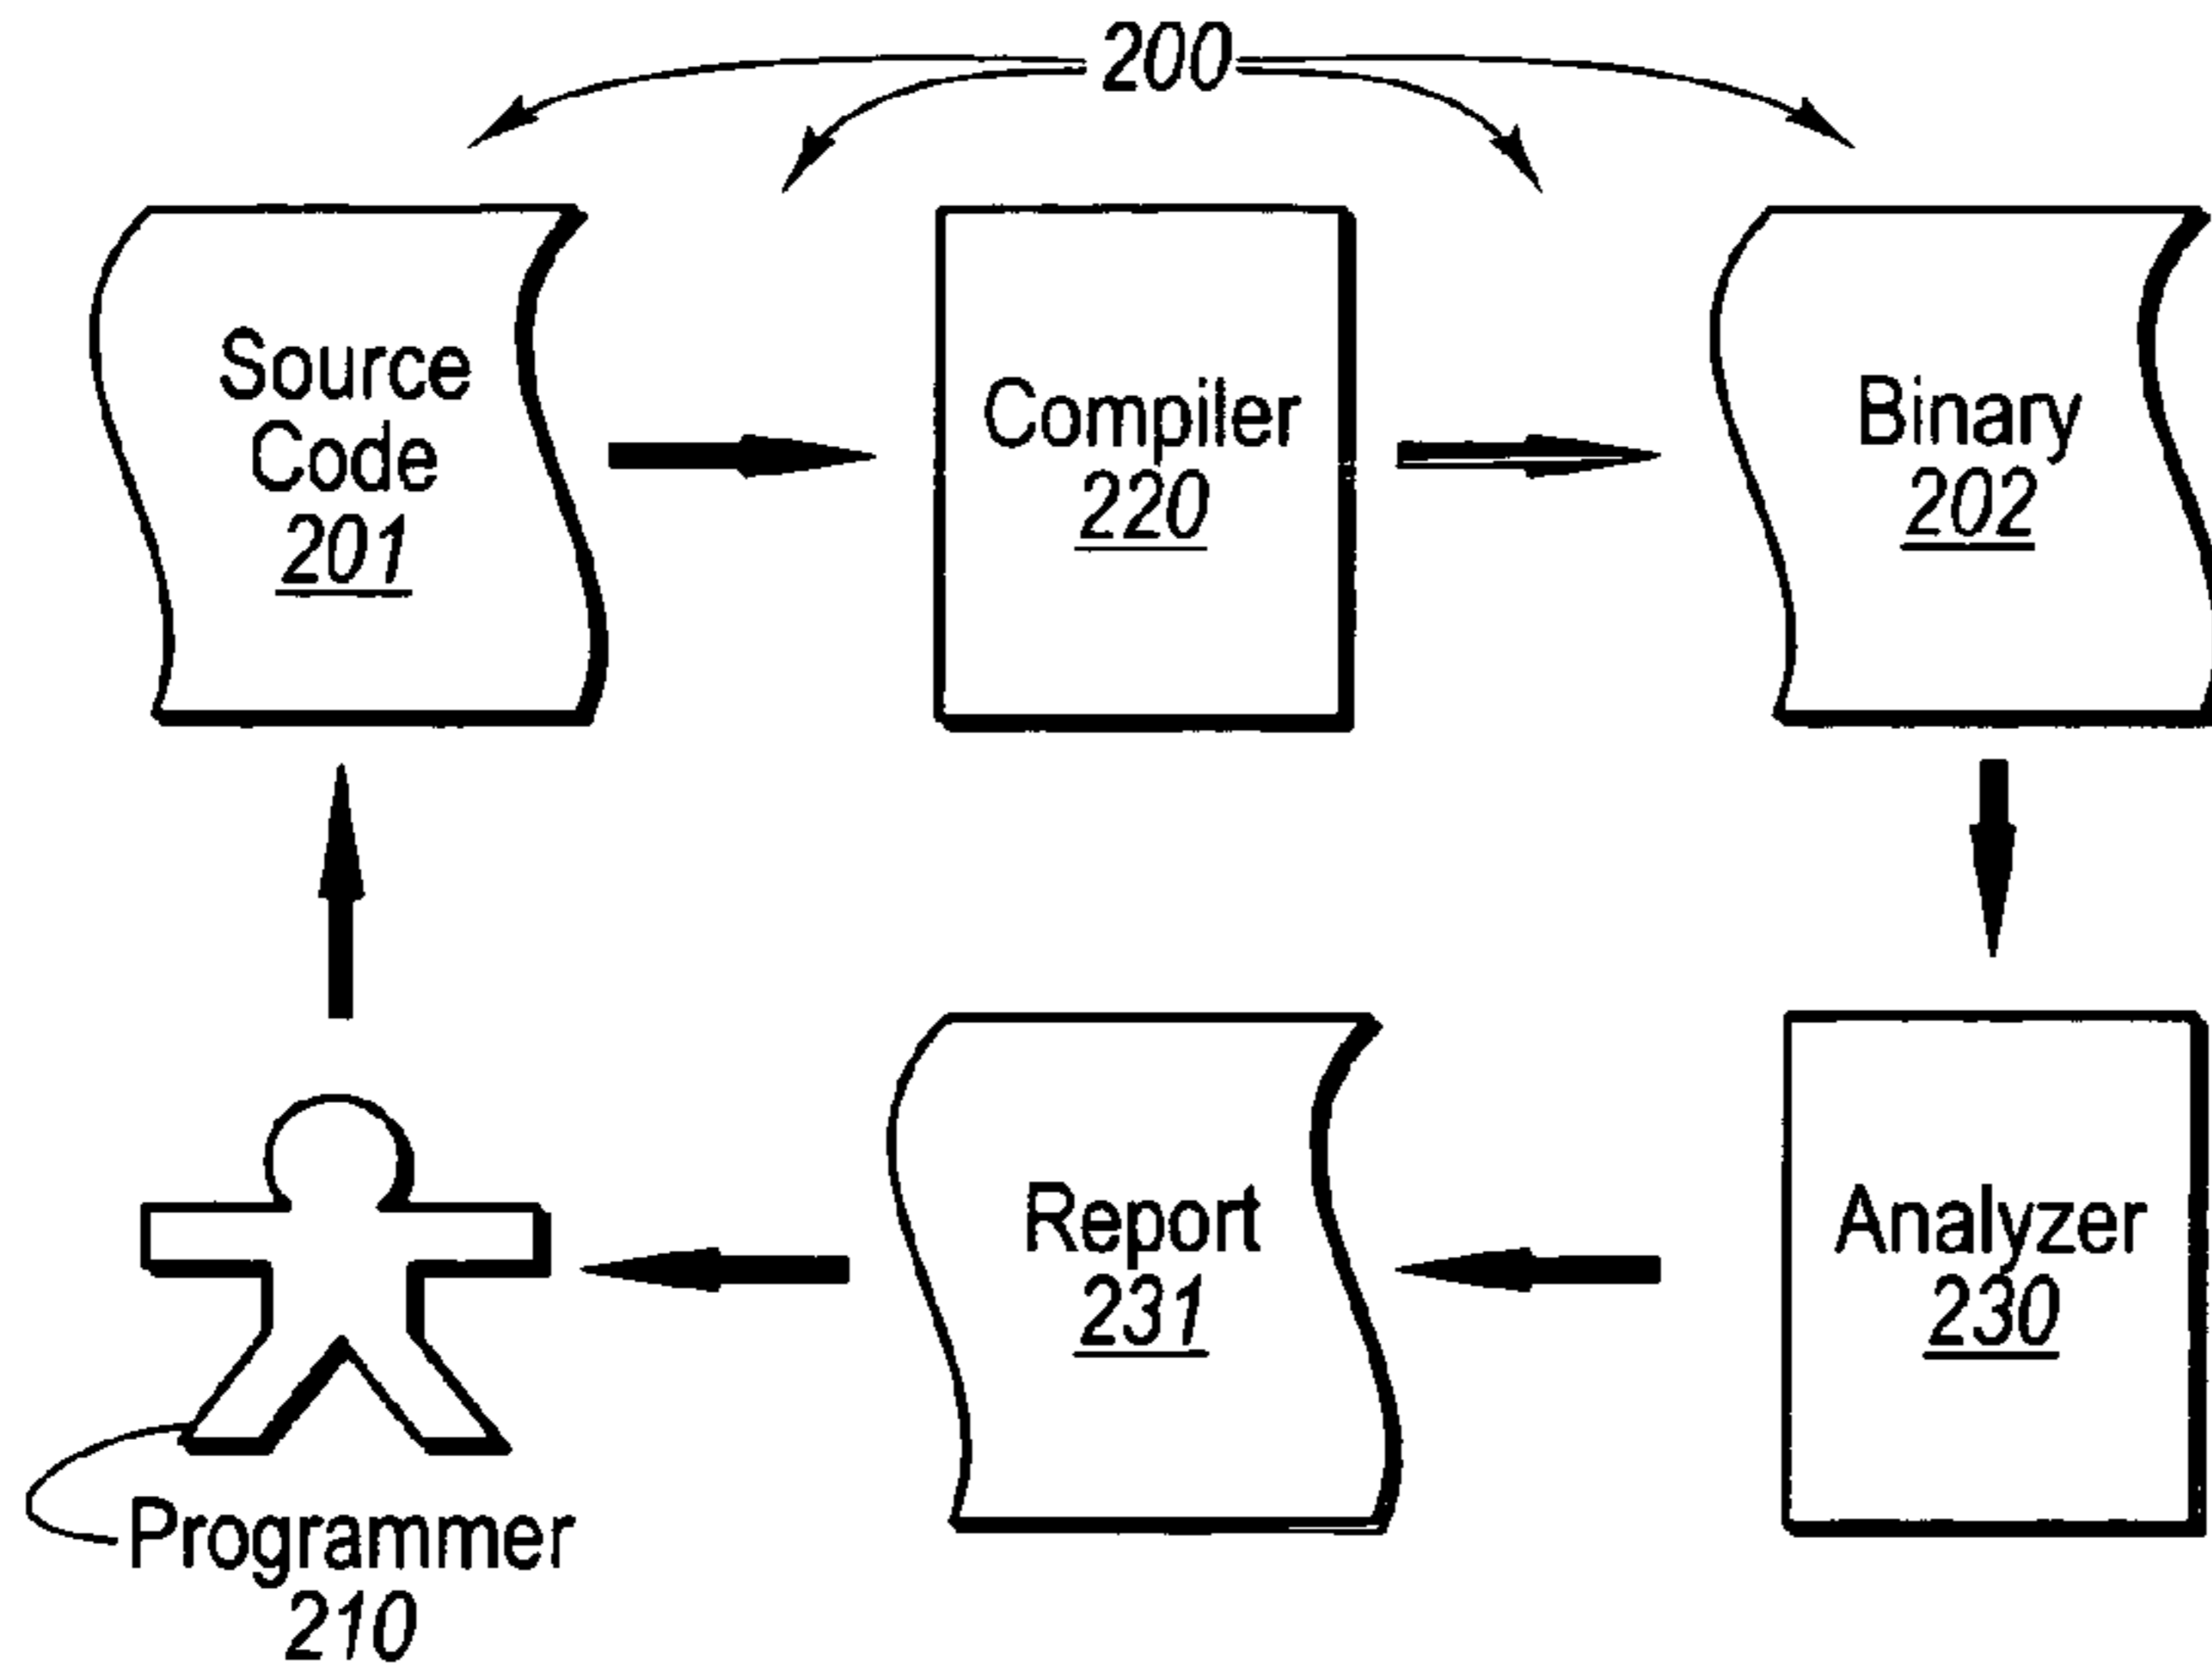 200
Source
Code
201
Compiler
220
Binary
202
Report
231
Analyzer
230
Programmer
210